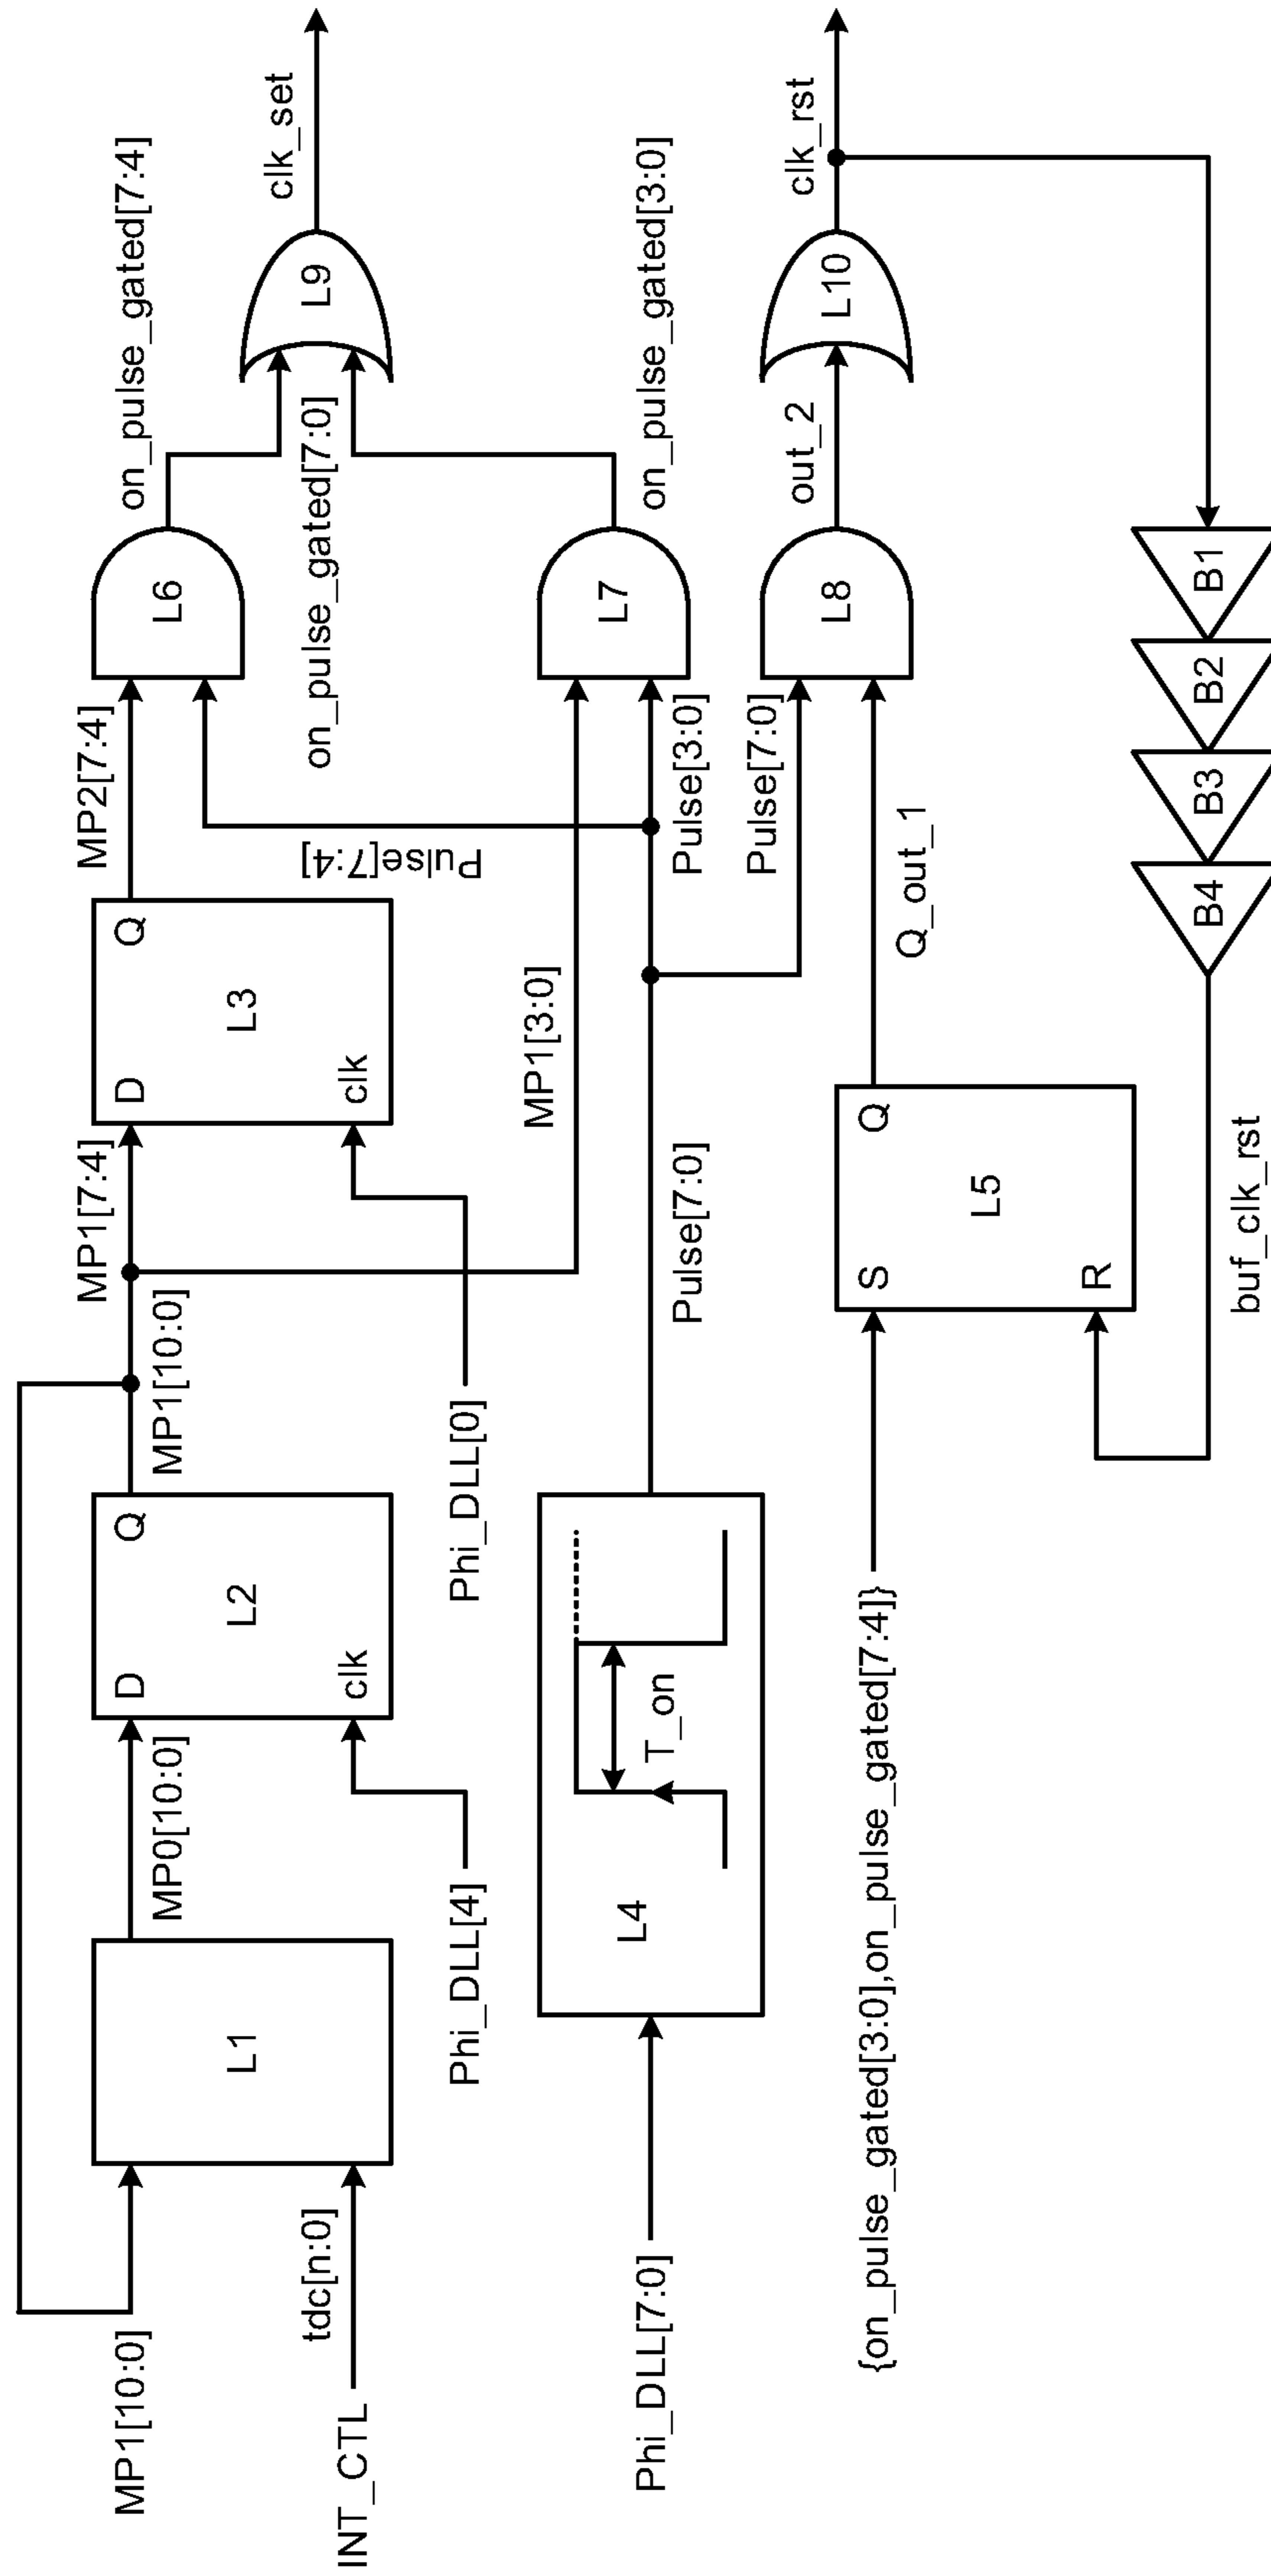 MP1[10:0]
INT_CTL
tdc[n:0]
L1
MP0[10:0]
Phi_DLL[4]
D
Q
L2
clk
MP1[10:0]
MP1[7:4]
Phi_DLL[0]
D
Q
L3
clk
MP2[7:4]
L6
on_pulse_gated[7:4]
on_pulse_gated[7:0]
L9
clk_set
Phi_DLL[7:0]
L4
T_on
Pulse[7:0]
MP1[3:0]
Pulse[7:4]
Pulse[3:0]
L7
on_pulse_gated[3:0]
Pulse[7:0]
{on_pulse_gated[3:0],on_pulse_gated[7:4]}
S
Q
L5
R
Q_out_1
L8
out_2
L10
clk_rst
buf_clk_rst
B4
B3
B2
B1